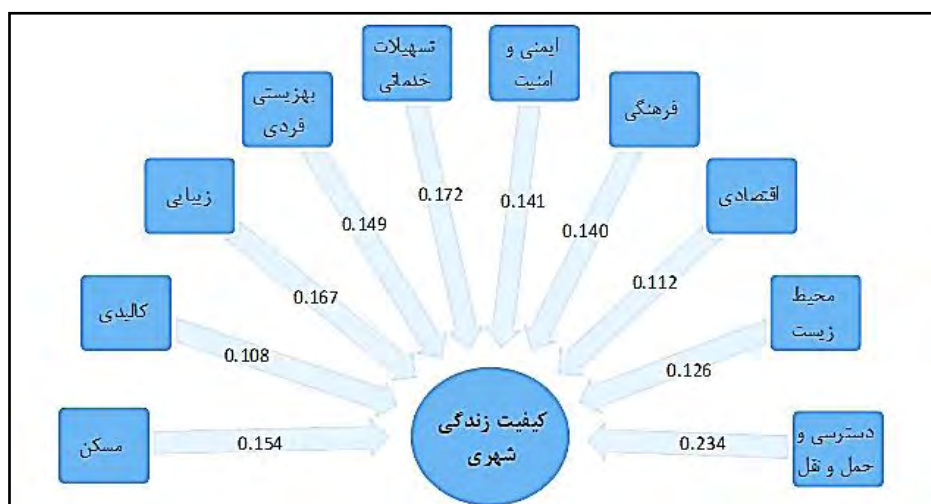 ایمنی و
امنیت
تسهیلات
خدماتی
فرهنگی
بهزیستی
فردی
اقتصادی
زیبایی
محیط
زیست
کالبدی
دسترسی و
حمل و نقل
مسکن
کیفیت زندگی
شهری
0.141
0.172
0.140
0.149
0.112
0.167
0.126
0.108
0.234
0.154